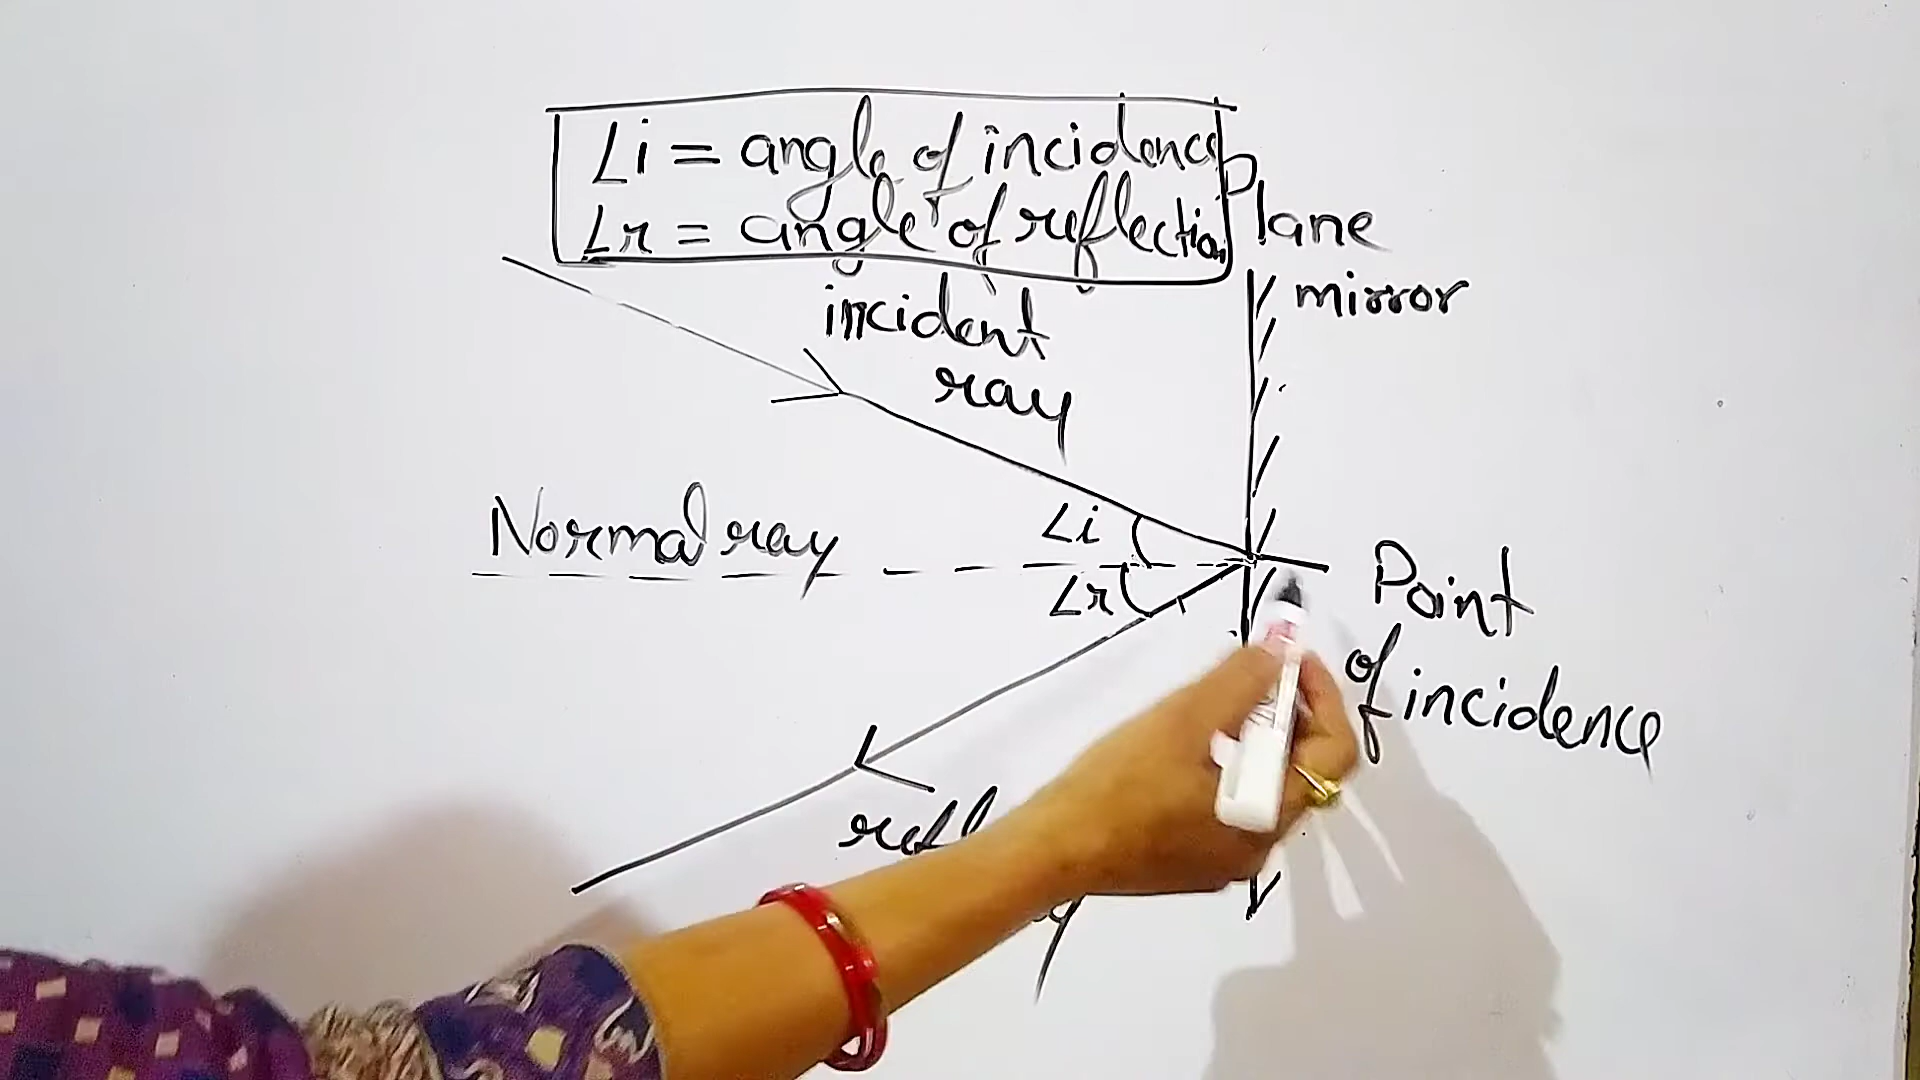 ∠i = angle of incidence
∠r = angle of reflection
Plane
mirror
incident
ray
Normal ray
∠i
∠r
Point
of incidence